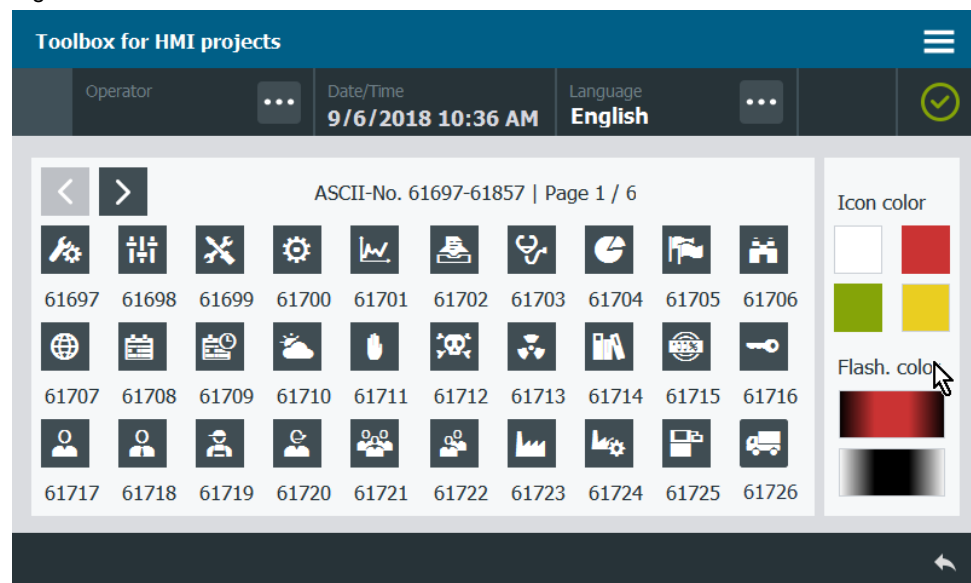 Toolbox for HMI projects
Operator
Date/Time
9/6/2018 10:36 AM
Language
English
ASCII-No. 61697-61857 | Page 1 / 6
61697 61698 61699 61700 61701 61702 61703 61704 61705 61706
61707 61708 61709 61710 61711 61712 61713 61714 61715 61716
61717 61718 61719 61720 61721 61722 61723 61724 61725 61726
Icon color
Flash. color